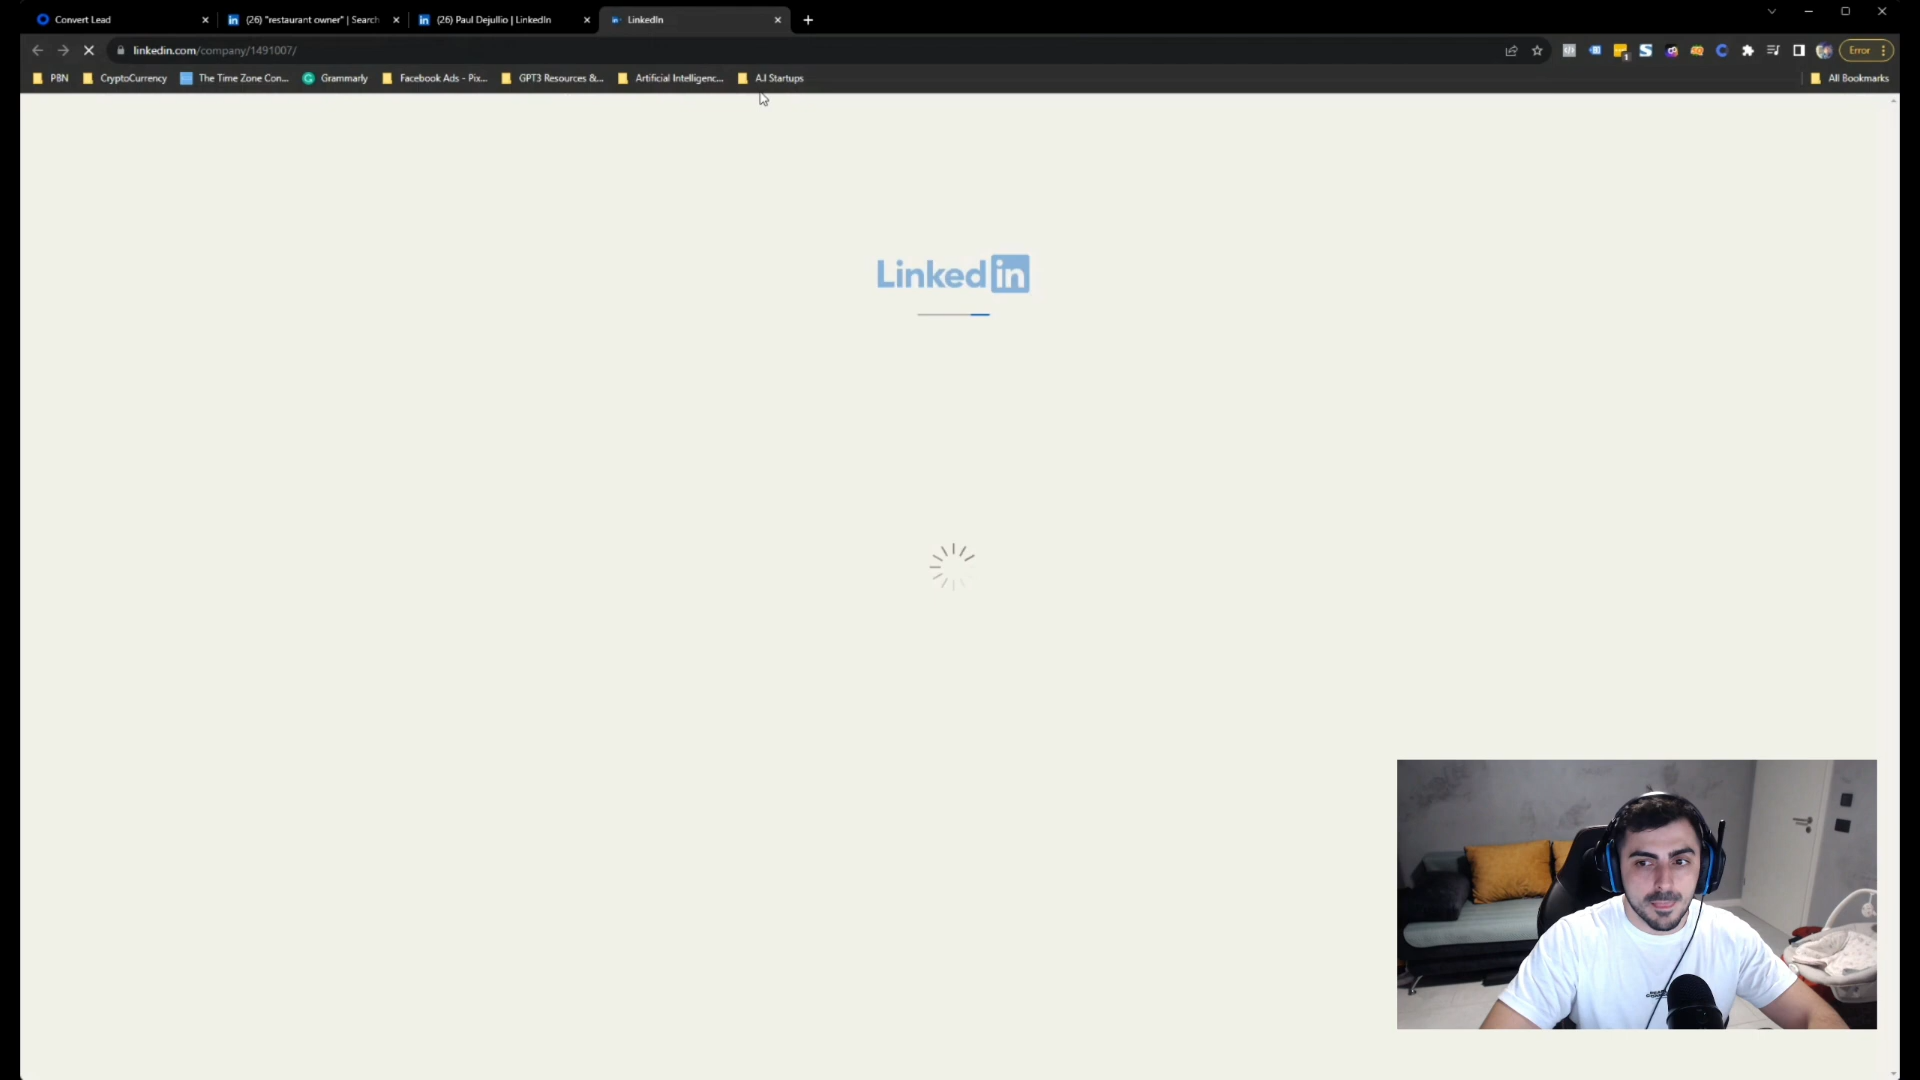 Convert Lead
(26) "restaurant owner" | Search
(26) Paul Dejullio | LinkedIn
LinkedIn
linkedin.com/company/1491007/
Error
PBN
CryptoCurrency
The Time Zone Con...
Grammarly
Facebook Ads - Pix...
GPT3 Resources &...
Artificial Intelligenc...
A.I Startups
All Bookmarks
Linked in